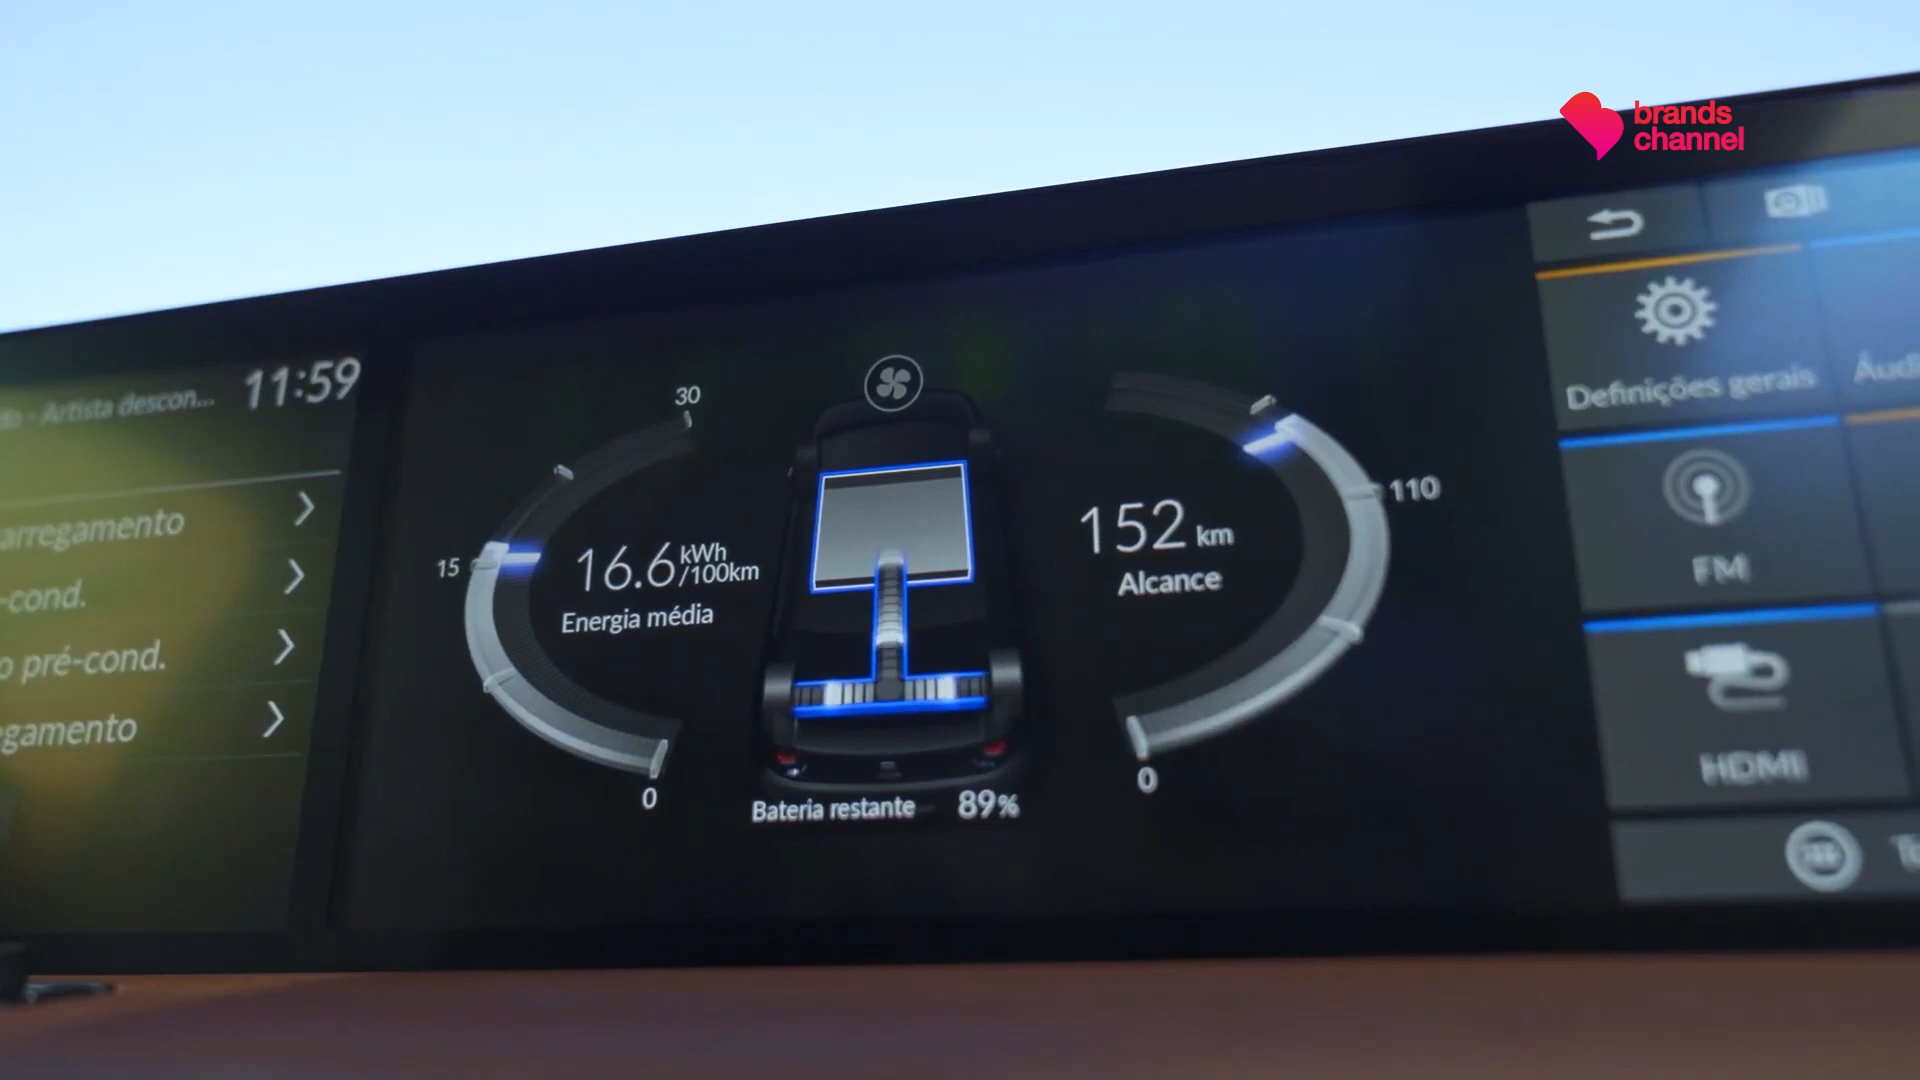 brands
channel
Artista descon...
11:59
arregamento
-cond.
o pré-cond.
gamento
30
15
0
16.6 kWh
/100km
Energia média
152 km
Alcance
110
0
Bateria restante 89%
Definições gerais
Áud
FM
HDMI